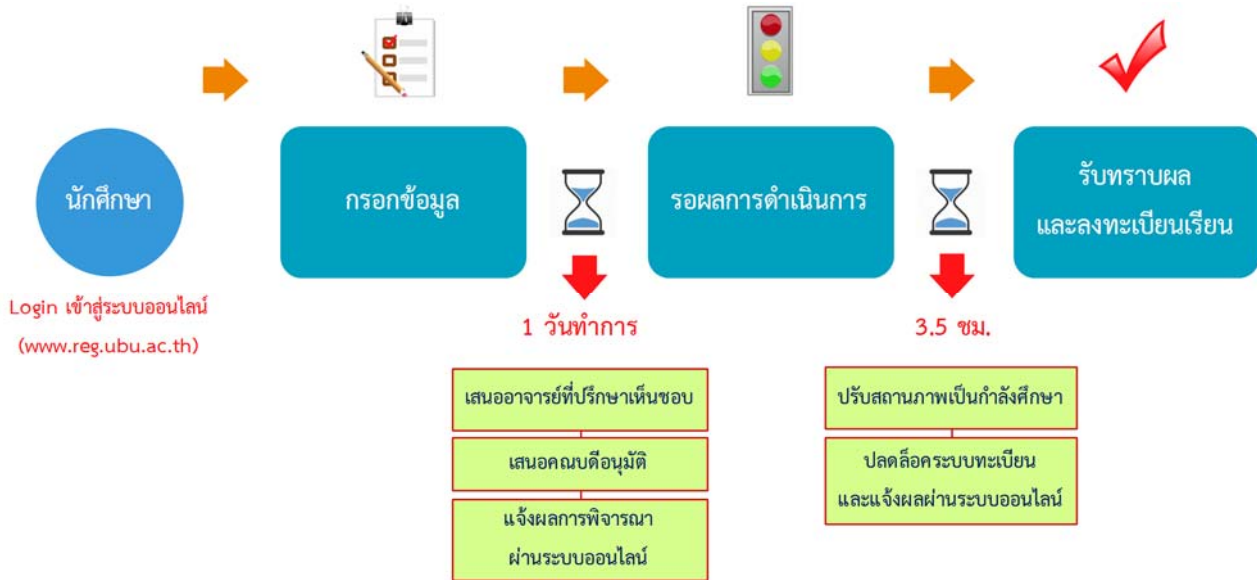 นักศึกษา
Login เข้าสู่ระบบออนไลน์
(www.reg.ubu.ac.th)
กรอกข้อมูล
1 วันทำการ
เสนออาจารย์ที่ปรึกษาเห็นชอบ
เสนอคณบดีอนุมัติ
แจ้งผลการพิจารณา
ผ่านระบบออนไลน์
รอผลการดำเนินการ
3.5 ชม.
ปรับสถานภาพเป็นกำลังศึกษา
ปลดล็อคระบบทะเบียน
และแจ้งผลผ่านระบบออนไลน์
รับทราบผล
และลงทะเบียนเรียน